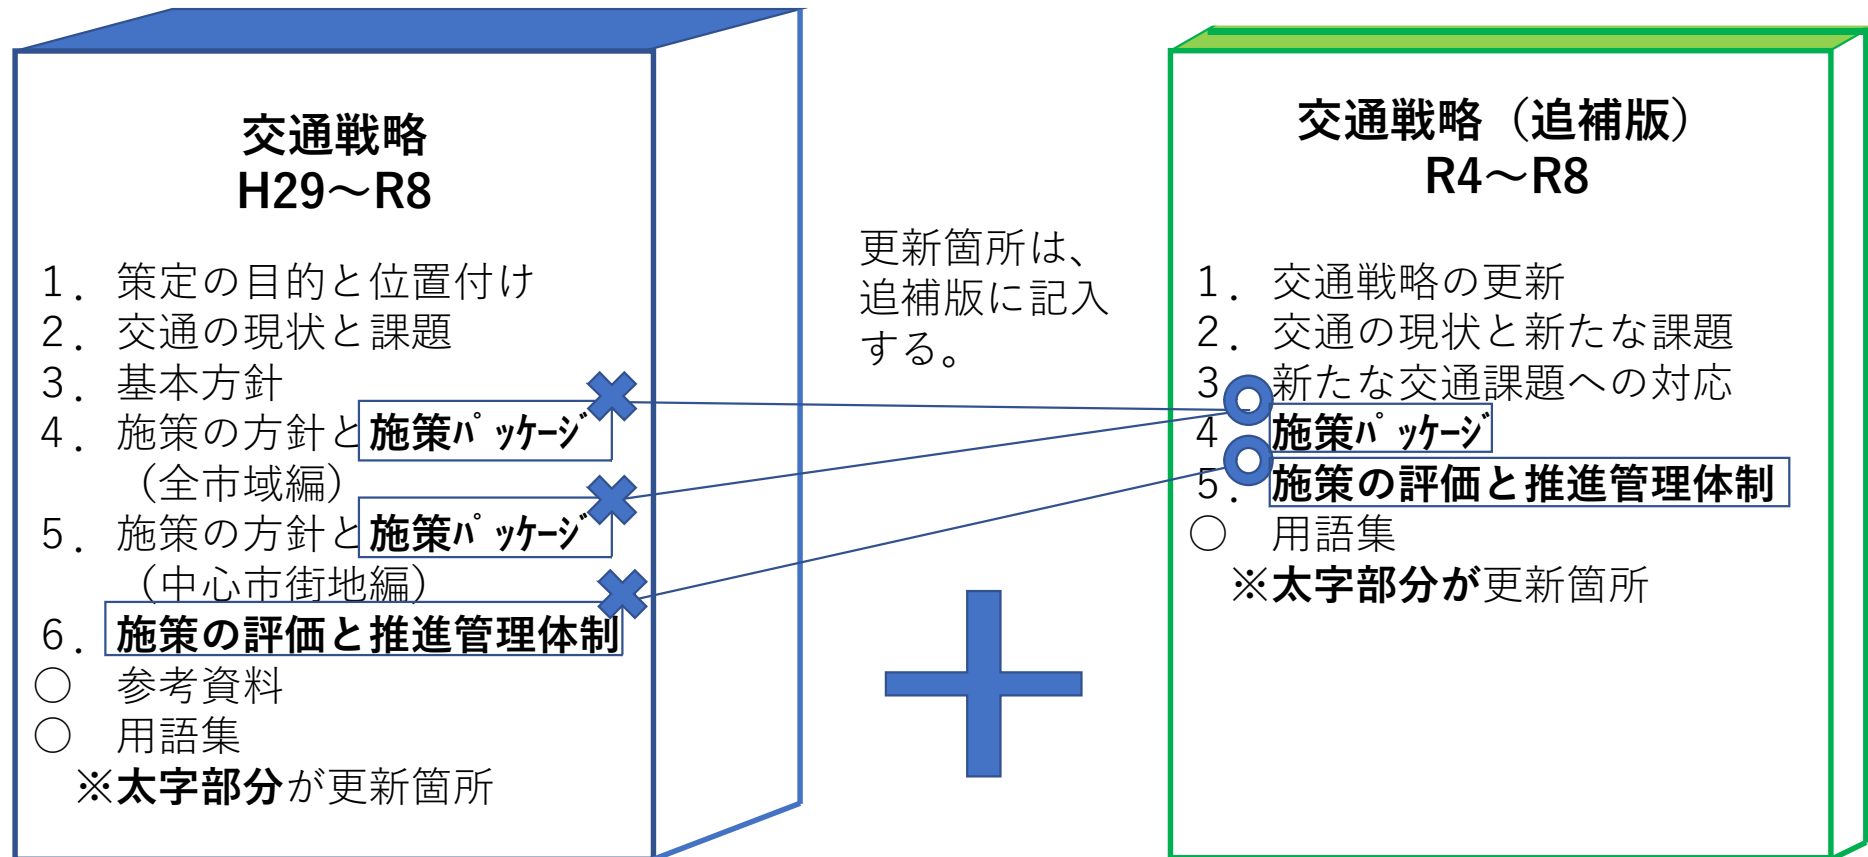 交通戦略
H29～R8
1．策定の目的と位置付け
2．交通の現状と課題
3．基本方針
4．施策の方針と施策ﾊﾟｯｹｰｼﾞ
（全市域編）
5．施策の方針と施策ﾊﾟｯｹｰｼﾞ
（中心市街地編）
6．施策の評価と推進管理体制
○　参考資料
○　用語集
※太字部分が更新箇所
更新箇所は、
追補版に記入
する。
交通戦略（追補版）
R4～R8
1．交通戦略の更新
2．交通の現状と新たな課題
3　新たな交通課題への対応
4　施策ﾊﾟｯｹｰｼﾞ
5．施策の評価と推進管理体制
○　用語集
※太字部分が更新箇所